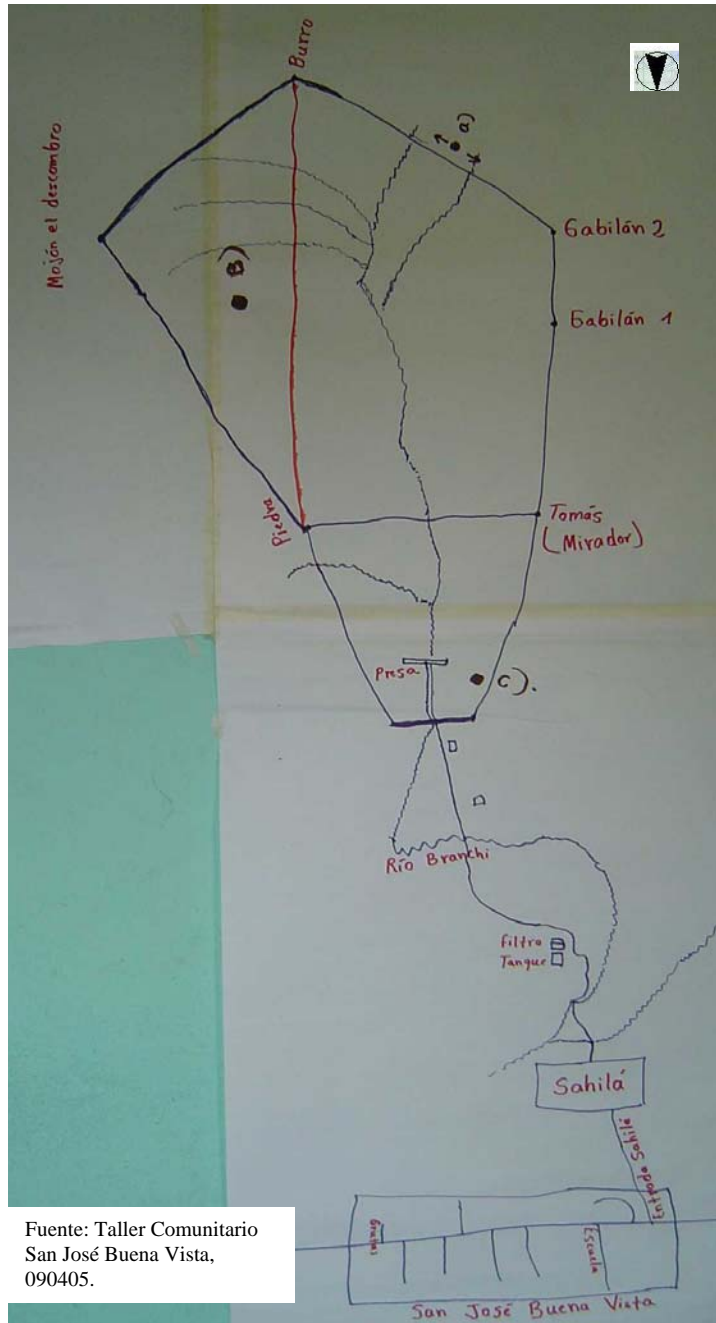 Burro
Mojón el descombro
a)
Gabilán 2
B)
Gabilán 1
Piedra
Tomás
(Mirador)
Presa
C).
Río Branchi
Filtro
Tanque
Sahilá
Entrada Sahila
Escuela
San José Buena Vista
Fuente: Taller Comunitario
San José Buena Vista,
090405.